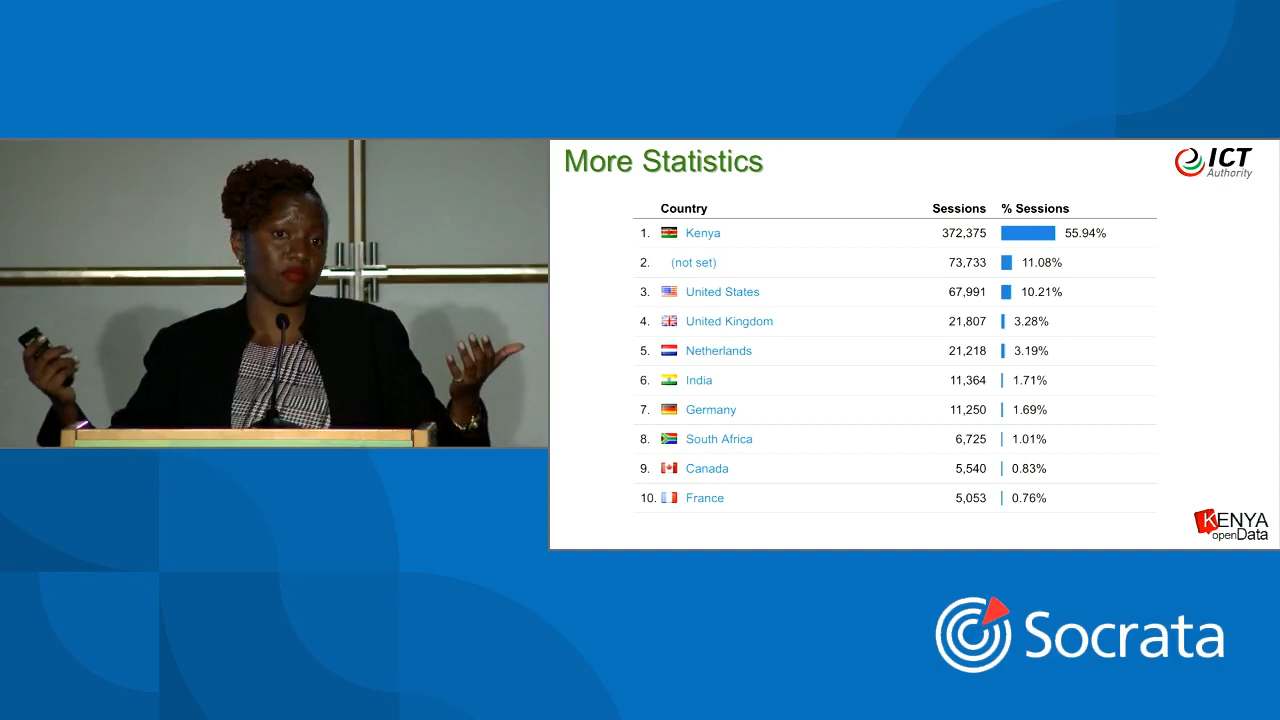 More Statistics
ICT
Authority
Country Sessions % Sessions
1. Kenya 372,375 55.94%
2. (not set) 73,733 11.08%
3. United States 67,991 10.21%
4. United Kingdom 21,807 3.28%
5. Netherlands 21,218 3.19%
6. India 11,364 1.71%
7. Germany 11,250 1.69%
8. South Africa 6,725 1.01%
9. Canada 5,540 0.83%
10. France 5,053 0.76%
KENYA
openData
Socrata